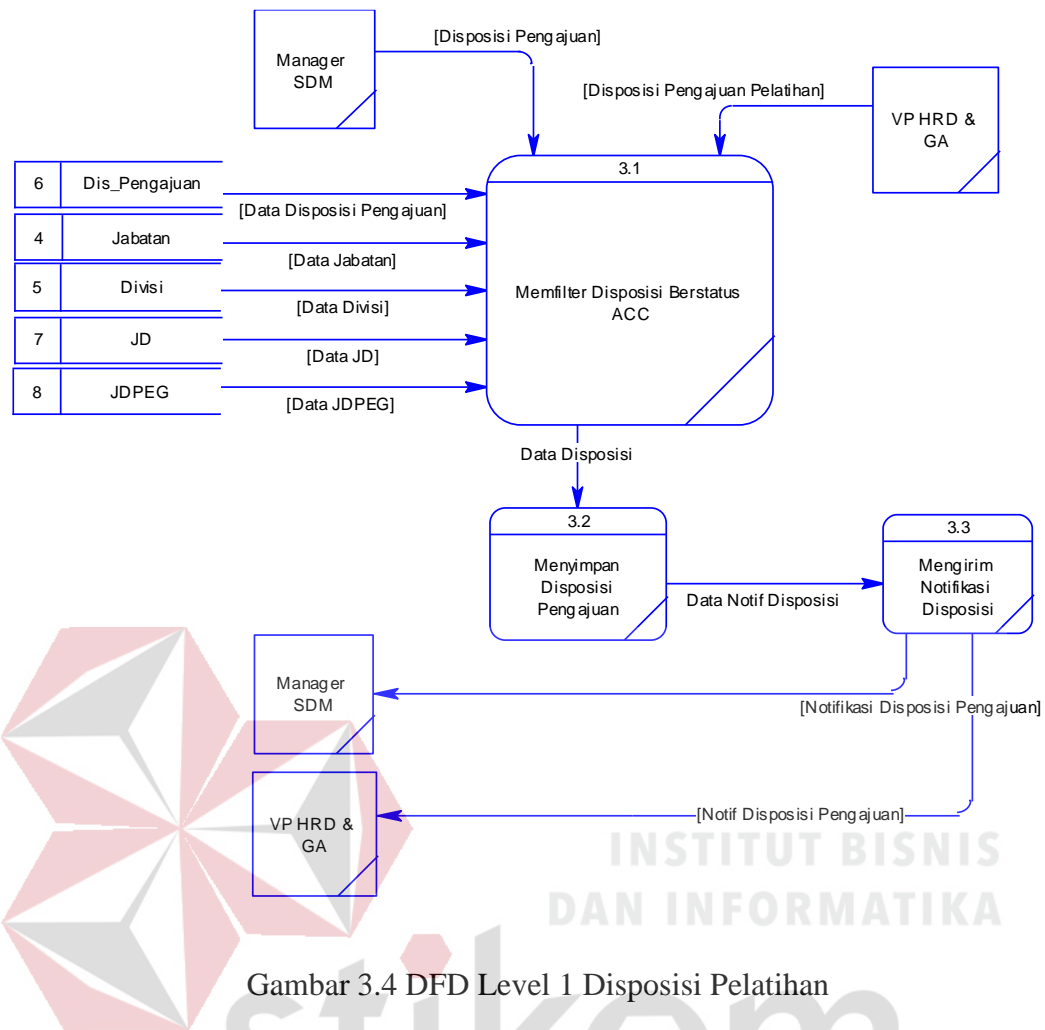 [Disposisi Pengajuan]
Manager
SDM
[Disposisi Pengajuan Pelatihan]
VP HRD &
GA
3.1
6 Dis_Pengajuan
[Data Disposisi Pengajuan]
4 Jabatan
[Data Jabatan]
5 Divisi
[Data Divisi]
7 JD
[Data JD]
8 JDPEG
[Data JDPEG]
Memfilter Disposisi Berstatus
ACC
Data Disposisi
3.2
Menyimpan
Disposisi
Pengajuan
Data Notif Disposisi
3.3
Mengirim
Notifikasi
Disposisi
Manager
SDM
[Notifikasi Disposisi Pengajuan]
VP HRD &
GA
[Notif Disposisi Pengajuan]
INSTITUT BISNIS
DAN INFORMATIKA
Gambar 3.4 DFD Level 1 Disposisi Pelatihan
stikom